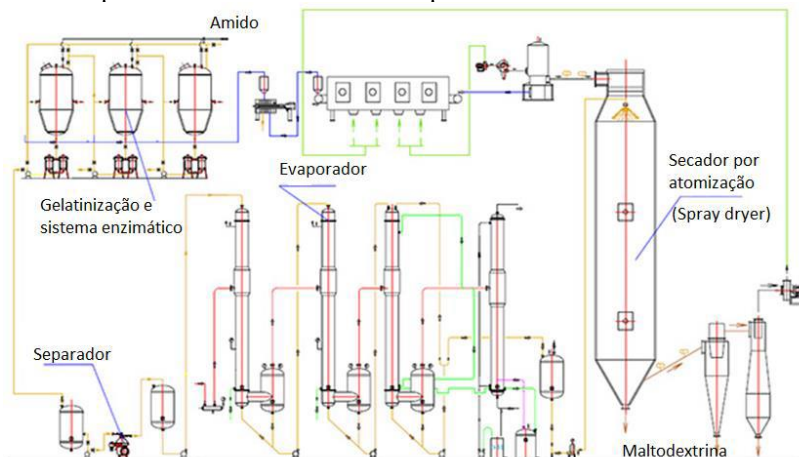 Amido
Evaporador
Secador por
atomização
(Spray dryer)
Gelatinização e
sistema enzimático
Separador
Maltodextrina